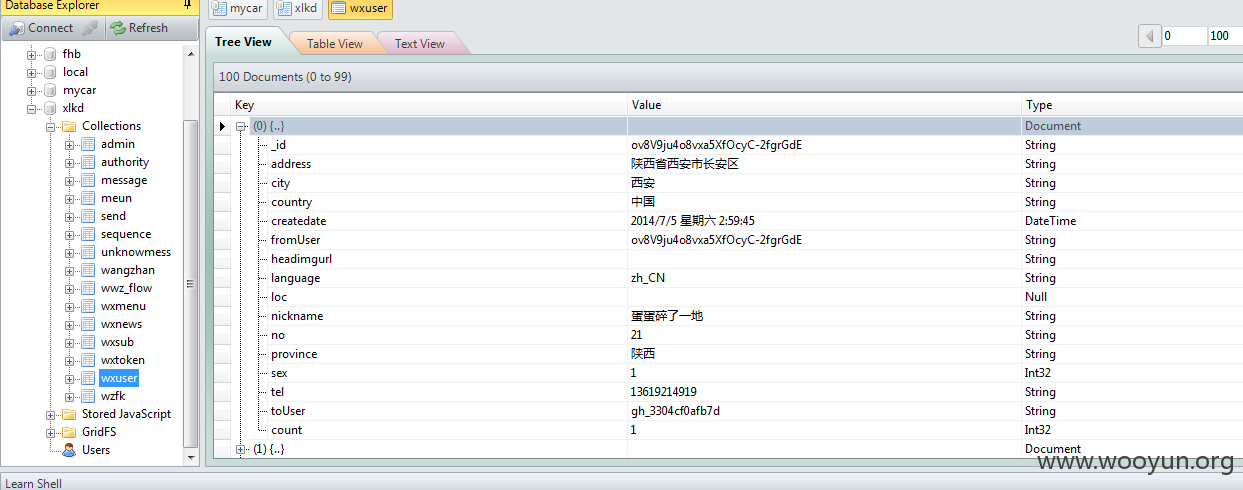 Database Explorer
mycar xlkd wxuser
Connect Refresh
Tree View Table View Text View
0 100
fhb
local
mycar
xlkd
Collections
admin
authority
message
meun
send
sequence
unknowmess
wangzhan
wwz_flow
wxmenu
wxnews
wxsub
wxtoken
wxuser
wzfk
Stored JavaScript
GridFS
Users
100 Documents (0 to 99)
Key Value Type
(0) {..} Document
_id ov8V9ju4o8vxa5XfOcyC-2fgrGdE String
address 陕西省西安市长安区 String
city 西安 String
country 中国 String
createdate 2014/7/5 星期六 2:59:45 DateTime
fromUser ov8V9ju4o8vxa5XfOcyC-2fgrGdE String
headimgurl String
language zh_CN String
loc Null
nickname 蛋蛋碎了一地 String
no 21 String
province 陕西 String
sex 1 Int32
tel 13619214919 String
toUser gh_3304cf0afb7d String
count 1 Int32
(1) {..} Document
www.wooyun.org
Learn Shell